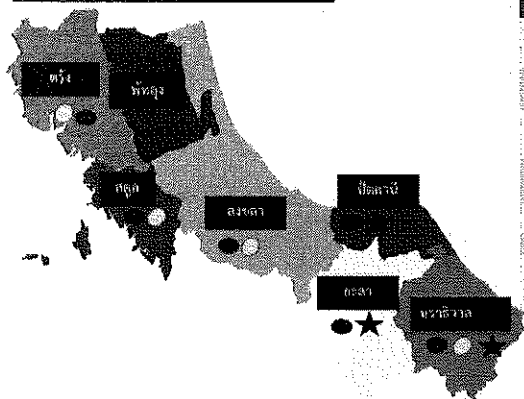 ตรัง
พัทลุง
สตูล
สงขลา
ปัตตานี
ยะลา
นราธิวาส